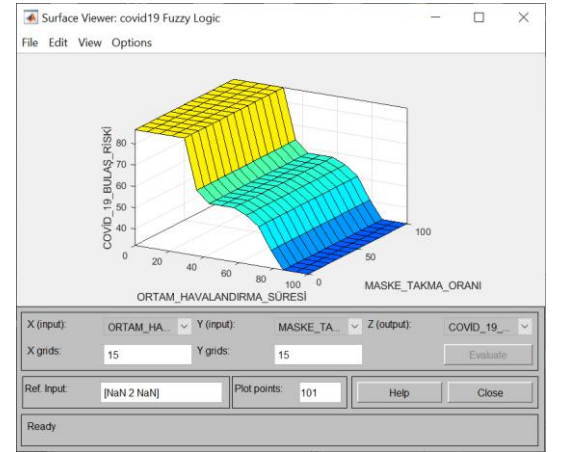 Surface Viewer: covid19 Fuzzy Logic
File Edit View Options
COVİD_19_BULAŞ_RİSKİ
80
70
60
50
40
0
20
40
60
80
100
0
50
100
ORTAM_HAVALANDIRMA_SÜRESİ
MASKE_TAKMA_ORANI
X (input):
ORTAM_HA...
Y (input):
MASKE_TA...
Z (output):
COVİD_19_...
X grids:
15
Y grids:
15
Evaluate
Ref. Input:
[NaN 2 NaN]
Plot points:
101
Help
Close
Ready